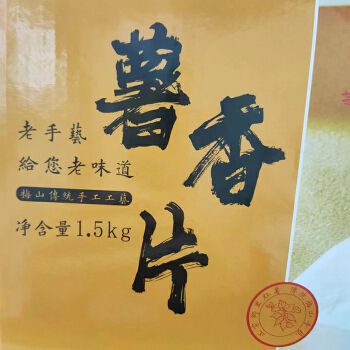 薯香片
老手藝
給您老味道
梅山傳統手工工藝
净含量1.5kg